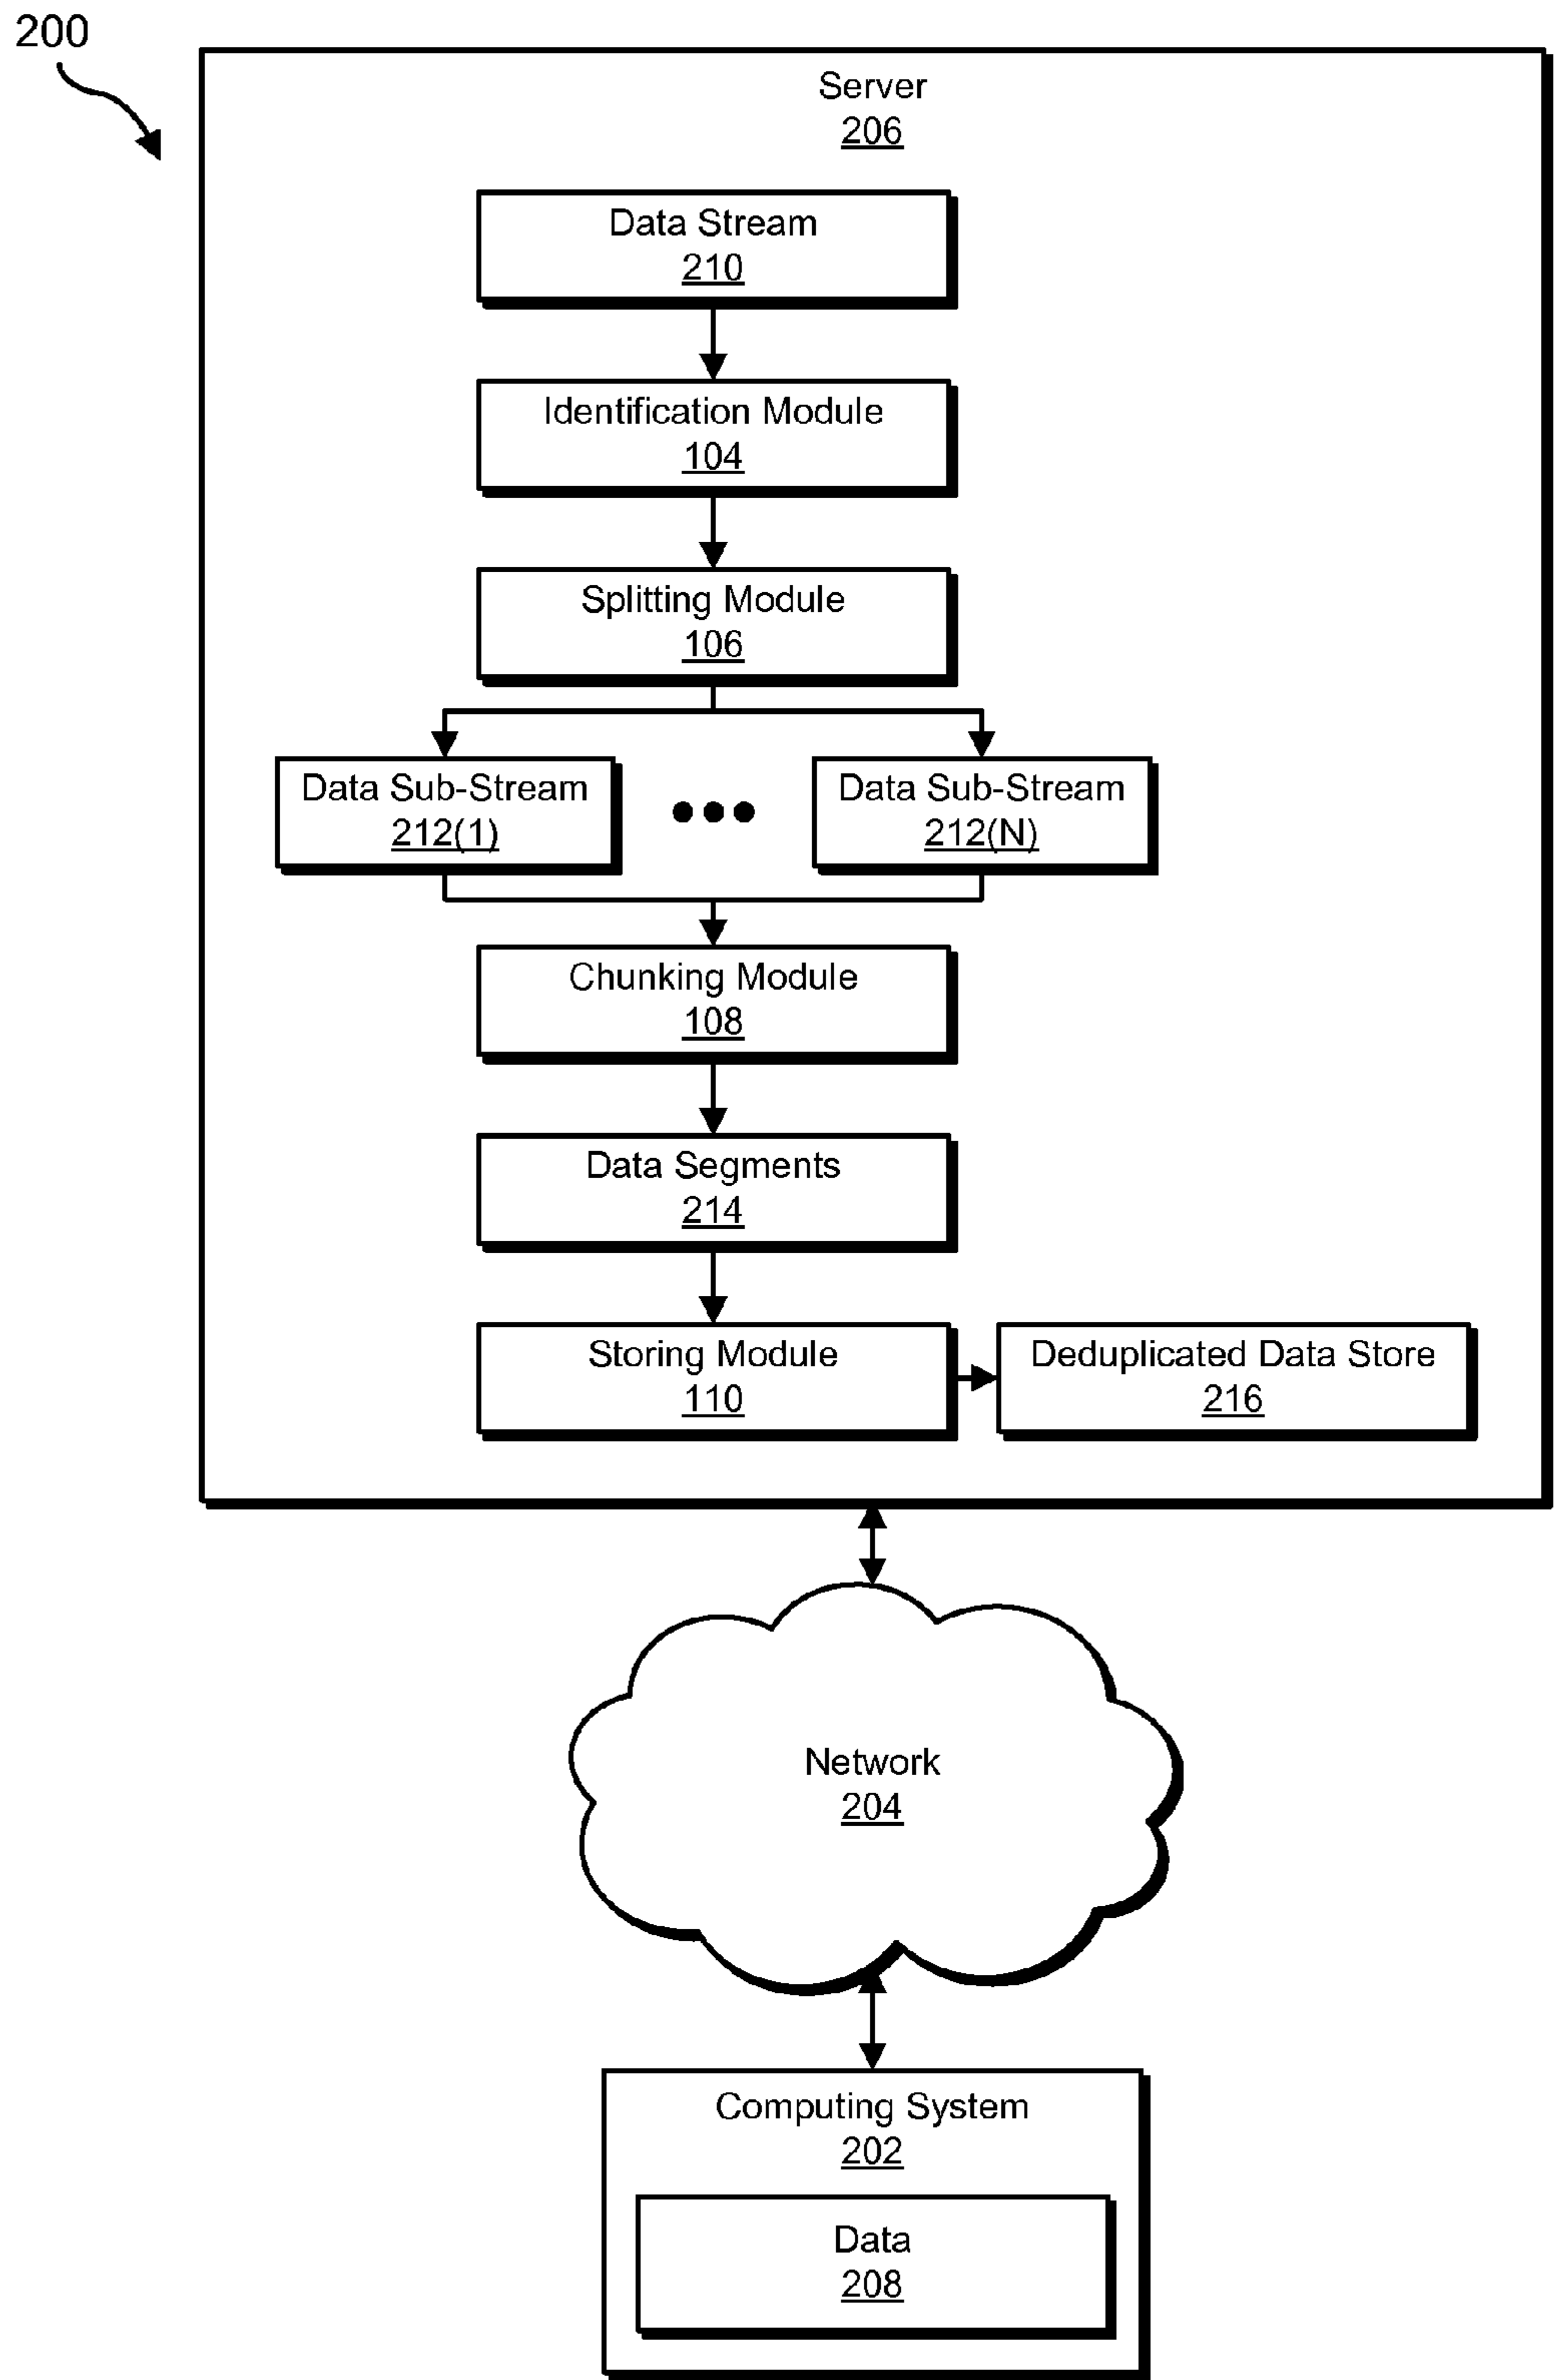 200
Server
206
Data Stream
210
Identification Module
104
Splitting Module
106
Data Sub-Stream
212(1)
Data Sub-Stream
212(N)
Chunking Module
108
Data Segments
214
Storing Module
110
Deduplicated Data Store
216
Network
204
Computing System
202
Data
208